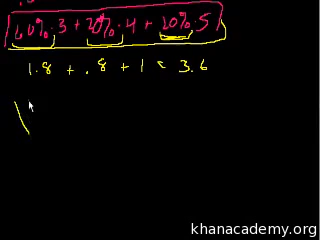 60% · 3 + 20% · 4 + 20% · 5
1.8 + .8 + 1 = 3.6
khanacademy.org